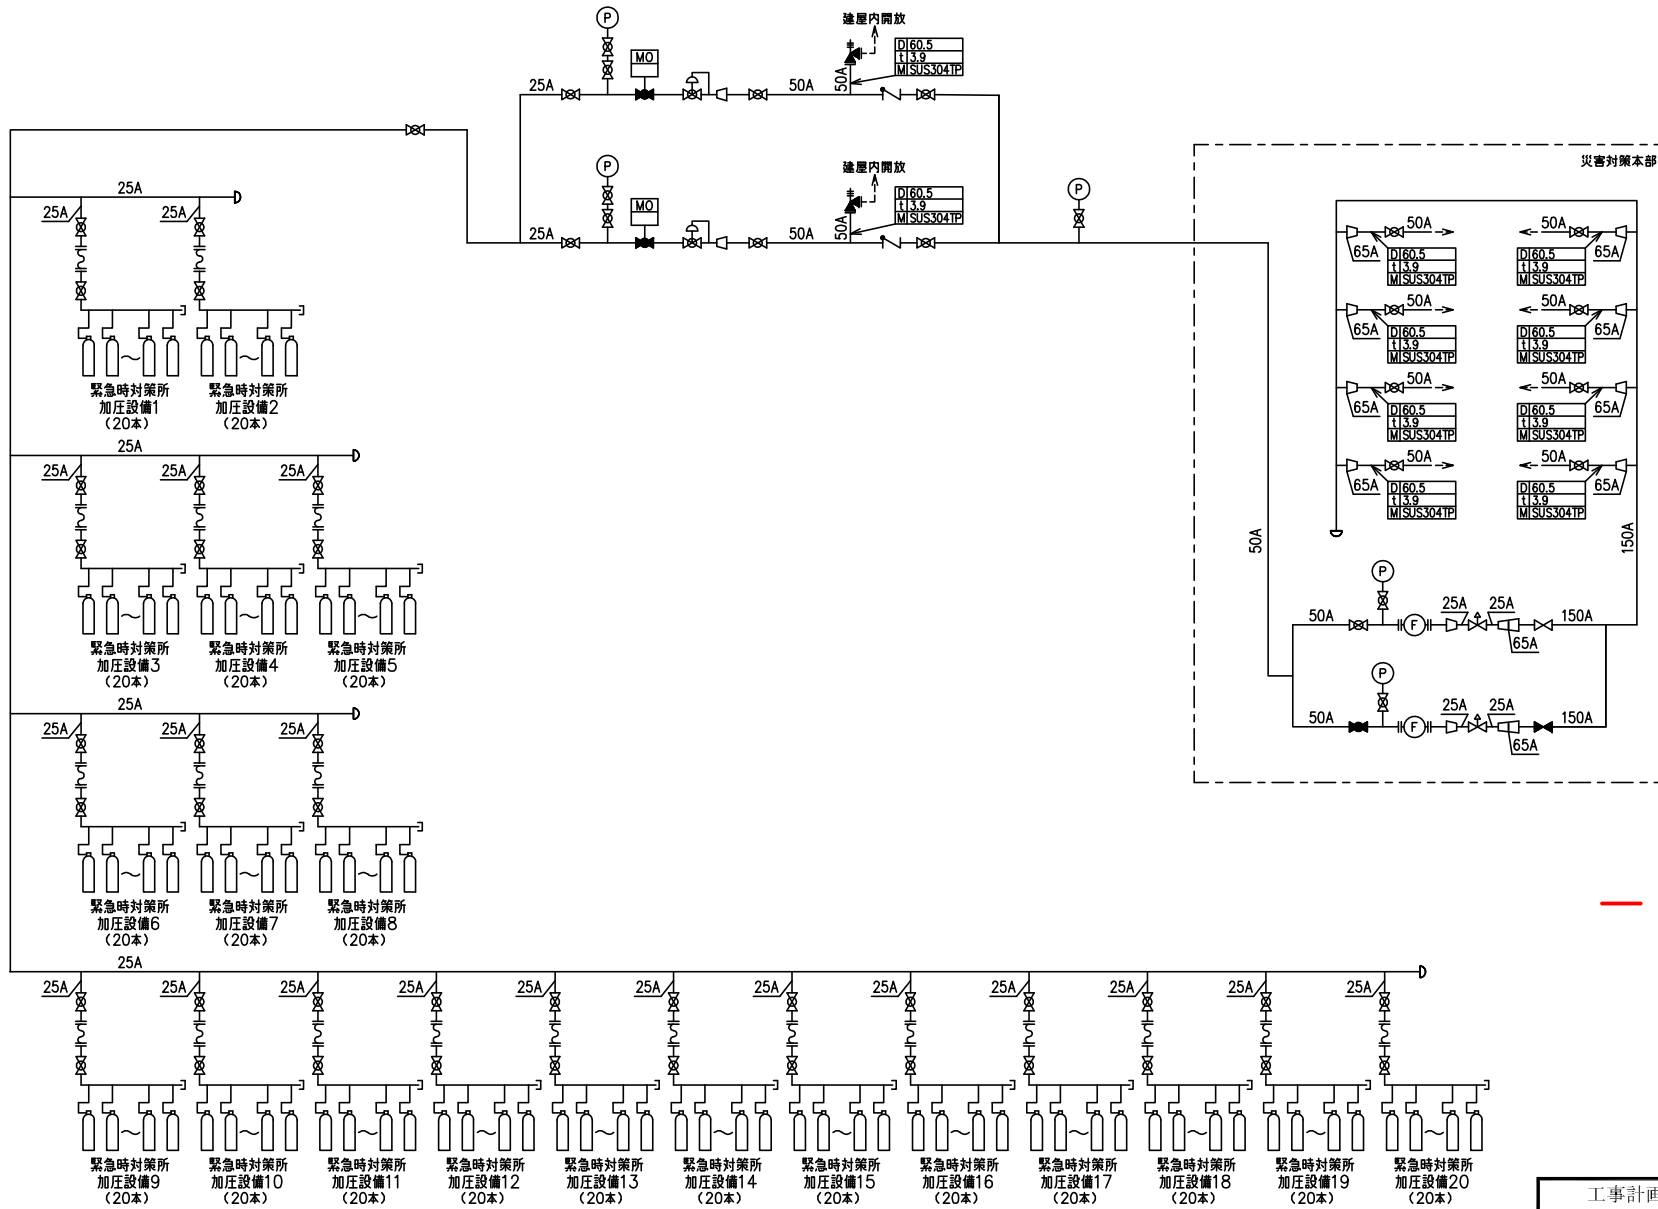 P
建屋内開放
D 60.5
t 3.9
M SUS304TP
MO
25A
50A
50A
P
建屋内開放
D 60.5
t 3.9
M SUS304TP
MO
25A
50A
50A
P
災害対策本部
50A
50A
65A
65A
D 60.5
t 3.9
M SUS304TP
D 60.5
t 3.9
M SUS304TP
50A
50A
65A
65A
D 60.5
t 3.9
M SUS304TP
D 60.5
t 3.9
M SUS304TP
50A
50A
65A
65A
D 60.5
t 3.9
M SUS304TP
D 60.5
t 3.9
M SUS304TP
50A
50A
65A
65A
D 60.5
t 3.9
M SUS304TP
D 60.5
t 3.9
M SUS304TP
50A
150A
P
50A
F
25A
25A
150A
65A
P
50A
F
25A
25A
150A
65A
25A
25A
25A
緊急時対策所
加圧設備1
(20本)
緊急時対策所
加圧設備2
(20本)
25A
25A
25A
25A
緊急時対策所
加圧設備3
(20本)
緊急時対策所
加圧設備4
(20本)
緊急時対策所
加圧設備5
(20本)
25A
25A
25A
25A
緊急時対策所
加圧設備6
(20本)
緊急時対策所
加圧設備7
(20本)
緊急時対策所
加圧設備8
(20本)
25A
25A
25A
25A
25A
25A
25A
25A
25A
25A
25A
25A
25A
緊急時対策所
加圧設備9
(20本)
緊急時対策所
加圧設備10
(20本)
緊急時対策所
加圧設備11
(20本)
緊急時対策所
加圧設備12
(20本)
緊急時対策所
加圧設備13
(20本)
緊急時対策所
加圧設備14
(20本)
緊急時対策所
加圧設備15
(20本)
緊急時対策所
加圧設備16
(20本)
緊急時対策所
加圧設備17
(20本)
緊急時対策所
加圧設備18
(20本)
緊急時対策所
加圧設備19
(20本)
緊急時対策所
加圧設備20
(20本)
工事計画